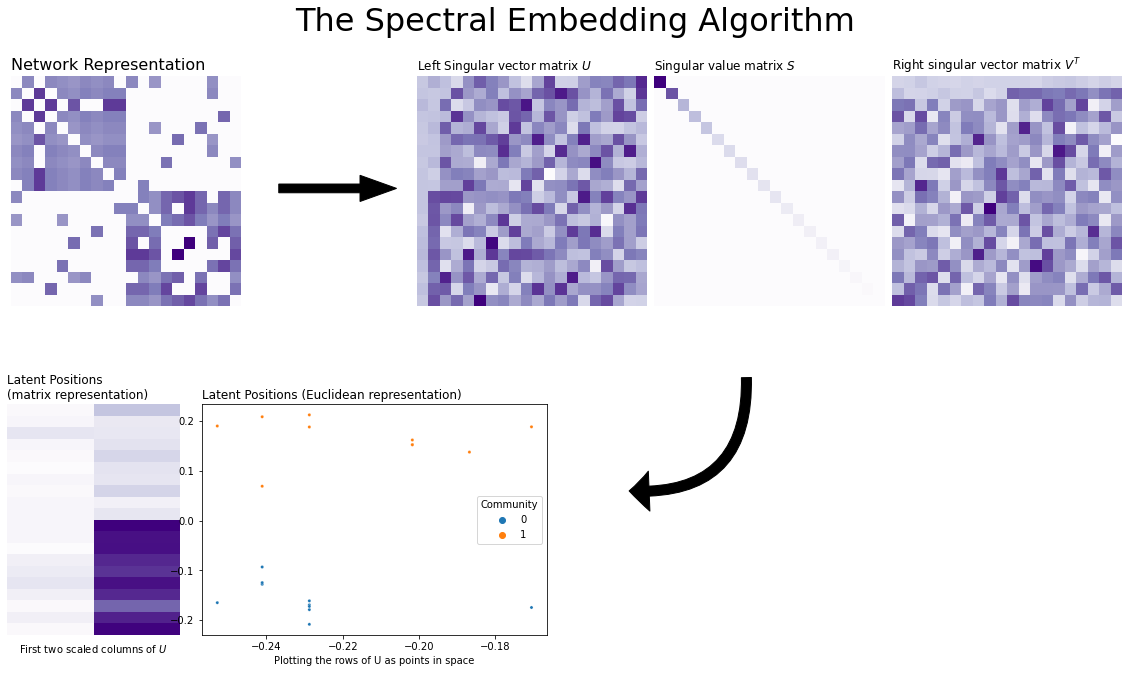 The Spectral Embedding Algorithm
Network Representation
Left Singular vector matrix U
Singular value matrix S
Right singular vector matrix V^T
Latent Positions
(matrix representation)
First two scaled columns of U
Latent Positions (Euclidean representation)
0.2
0.1
0.0
−0.1
−0.2
Community
0
1
−0.24
−0.22
−0.20
−0.18
Plotting the rows of U as points in space